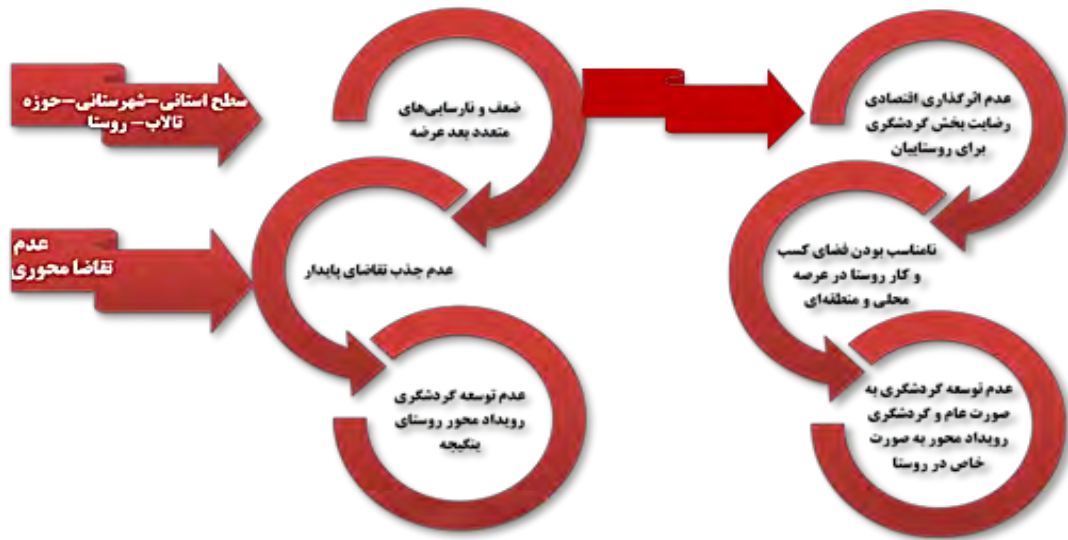 سطح استانی-شهرستانی-حوزه
تالاب- روستا
ضعف و نارسایی‌های
متعدد بعد عرضه
عدم
تقاضا محوری
عدم جذب تقاضای پایدار
عدم توسعه گردشگری
رویداد محور روستای
ینگیجه
عدم اثرگذاری اقتصادی
رضایت بخش گردشگری
برای روستاییان
نامناسب بودن فضای کسب
و کار روستا در عرصه
محلی و منطقه‌ای
عدم توسعه گردشگری به
صورت عام و گردشگری
رویداد محور به صورت
خاص در روستا